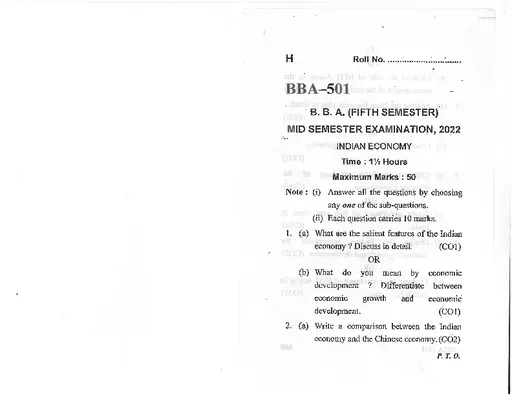 H Roll No. ..............................
BBA–501
B. B. A. (FIFTH SEMESTER)
MID SEMESTER EXAMINATION, 2022
INDIAN ECONOMY
Time : 1½ Hours
Maximum Marks : 50
Note : (i) Answer all the questions by choosing
any one of the sub-questions.
(ii) Each question carries 10 marks.
1. (a) What are the salient features of the Indian
economy ? Discuss in detail. (CO1)
OR
(b) What do you mean by economic
development ? Differentiate between
economic growth and economic
development. (CO1)
2. (a) Write a comparison between the Indian
economy and the Chinese economy. (CO2)
P. T. O.